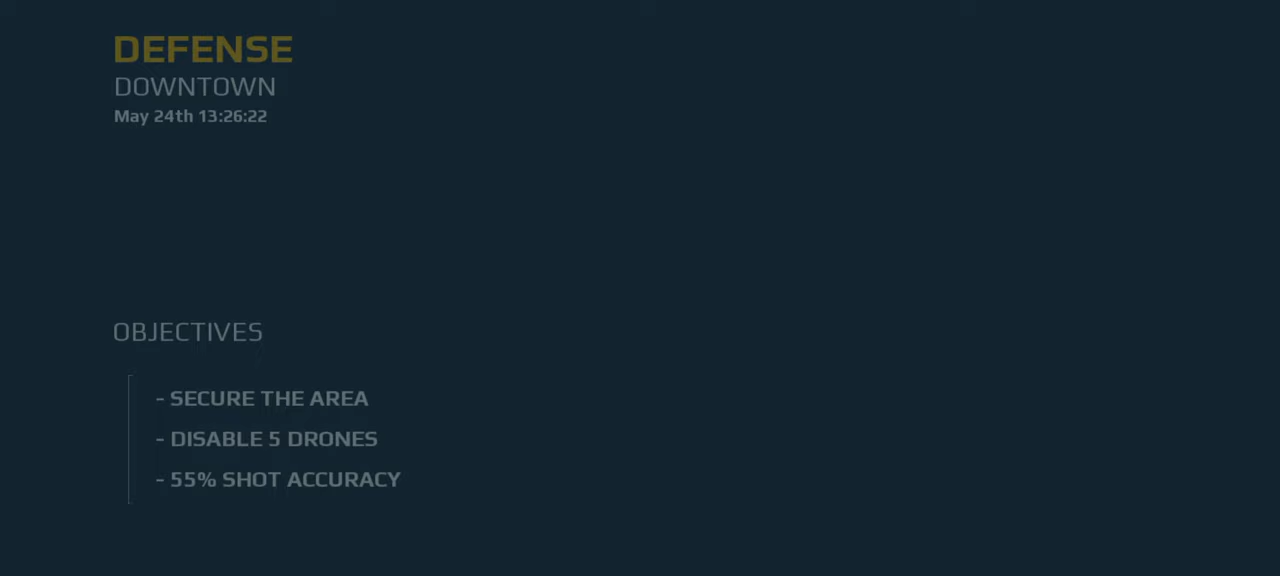 DEFENSE
DOWNTOWN
May 24th 13:26:22
OBJECTIVES
- SECURE THE AREA
- DISABLE 5 DRONES
- 55% SHOT ACCURACY